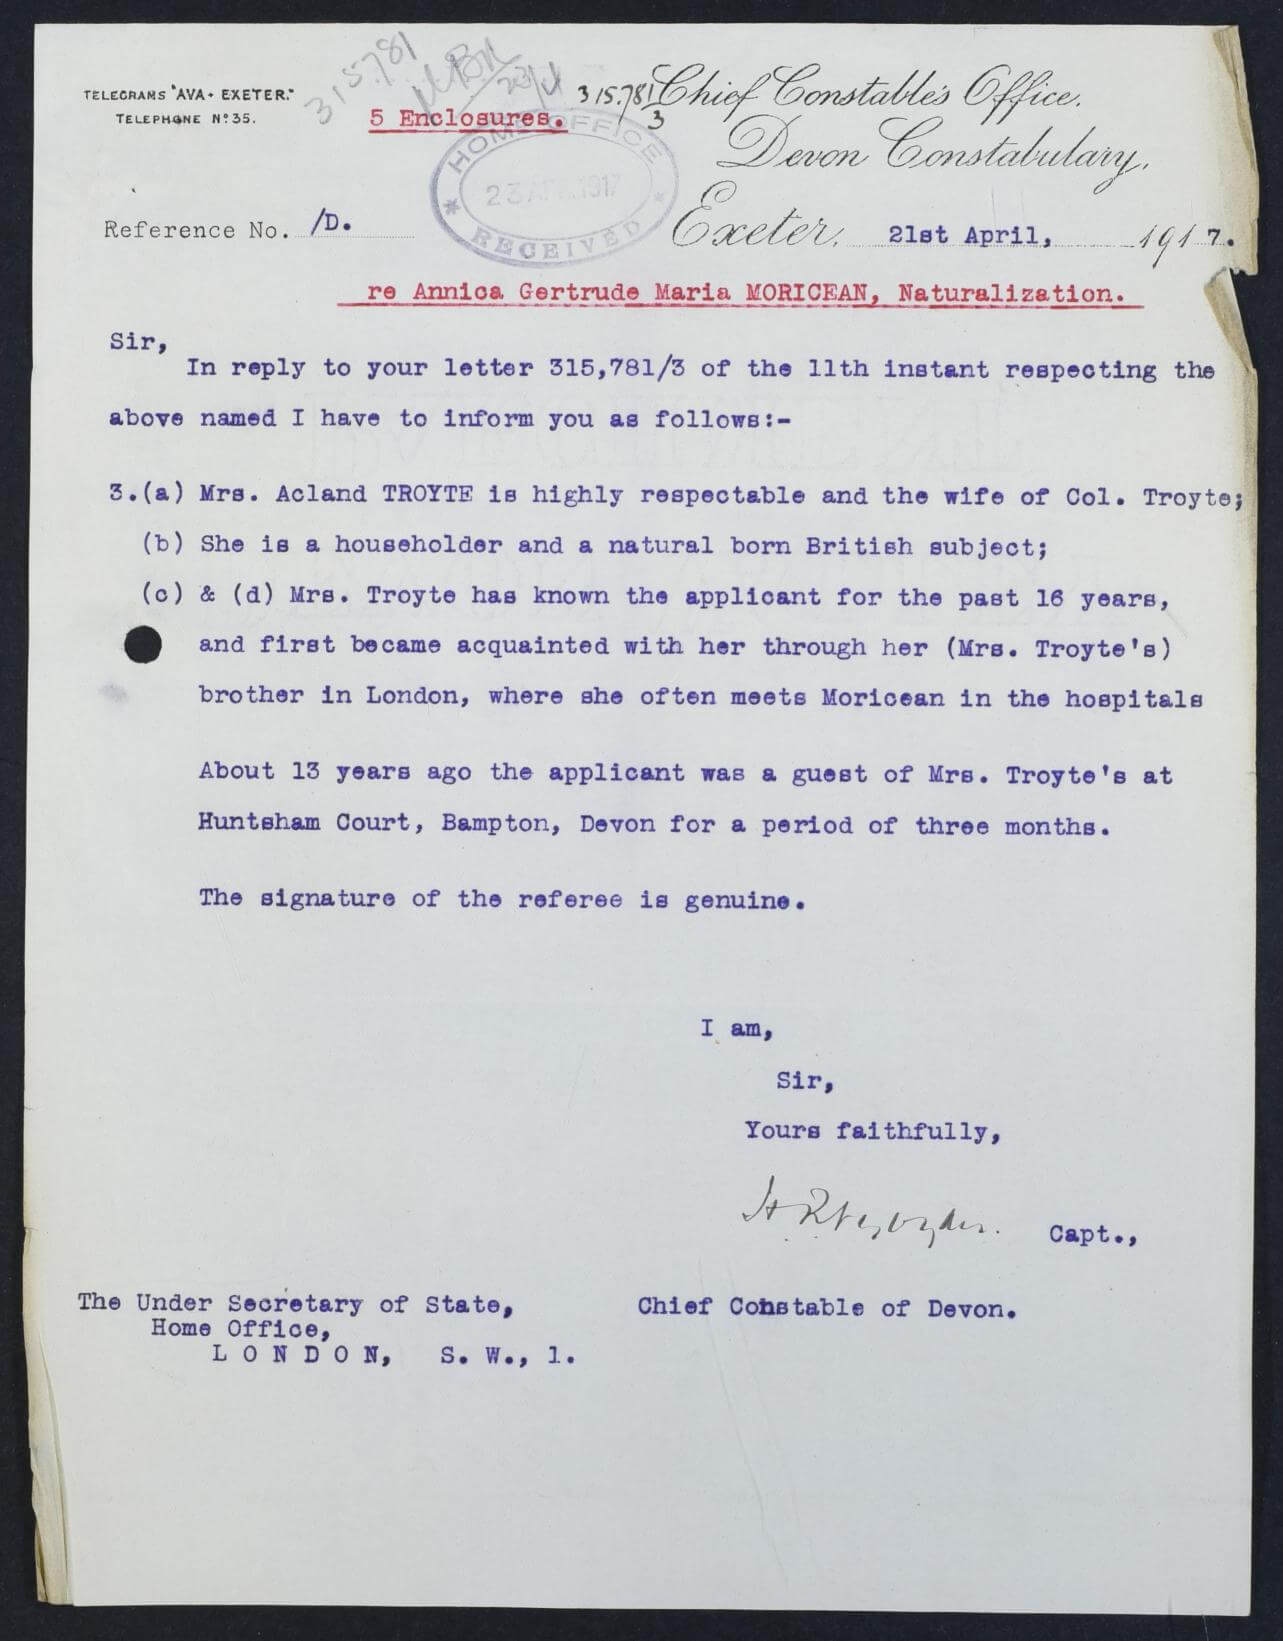 315,781
23/4
TELEGRAMS "AVA. EXETER."
TELEPHONE Nº 35.
5 Enclosures.
315,781/3
Chief Constable's Office,
Devon Constabulary,
HOME OFFICE
23 APR. 1917
RECEIVED
Reference No. /D.
Exeter, 21st April, 1917.
re Annica Gertrude Maria MORICEAN, Naturalization.
Sir,
In reply to your letter 315,781/3 of the 11th instant respecting the
above named I have to inform you as follows:-
3.(a) Mrs. Acland TROYTE is highly respectable and the wife of Col. Troyte;
(b) She is a householder and a natural born British subject;
(c) & (d) Mrs. Troyte has known the applicant for the past 16 years,
and first became acquainted with her through her (Mrs. Troyte's)
brother in London, where she often meets Moricean in the hospitals
About 13 years ago the applicant was a guest of Mrs. Troyte's at
Huntsham Court, Bampton, Devon for a period of three months.
The signature of the referee is genuine.
I am,
Sir,
Yours faithfully,
Capt.,
The Under Secretary of State,
Chief Constable of Devon.
Home Office,
L O N D O N, S. W., 1.